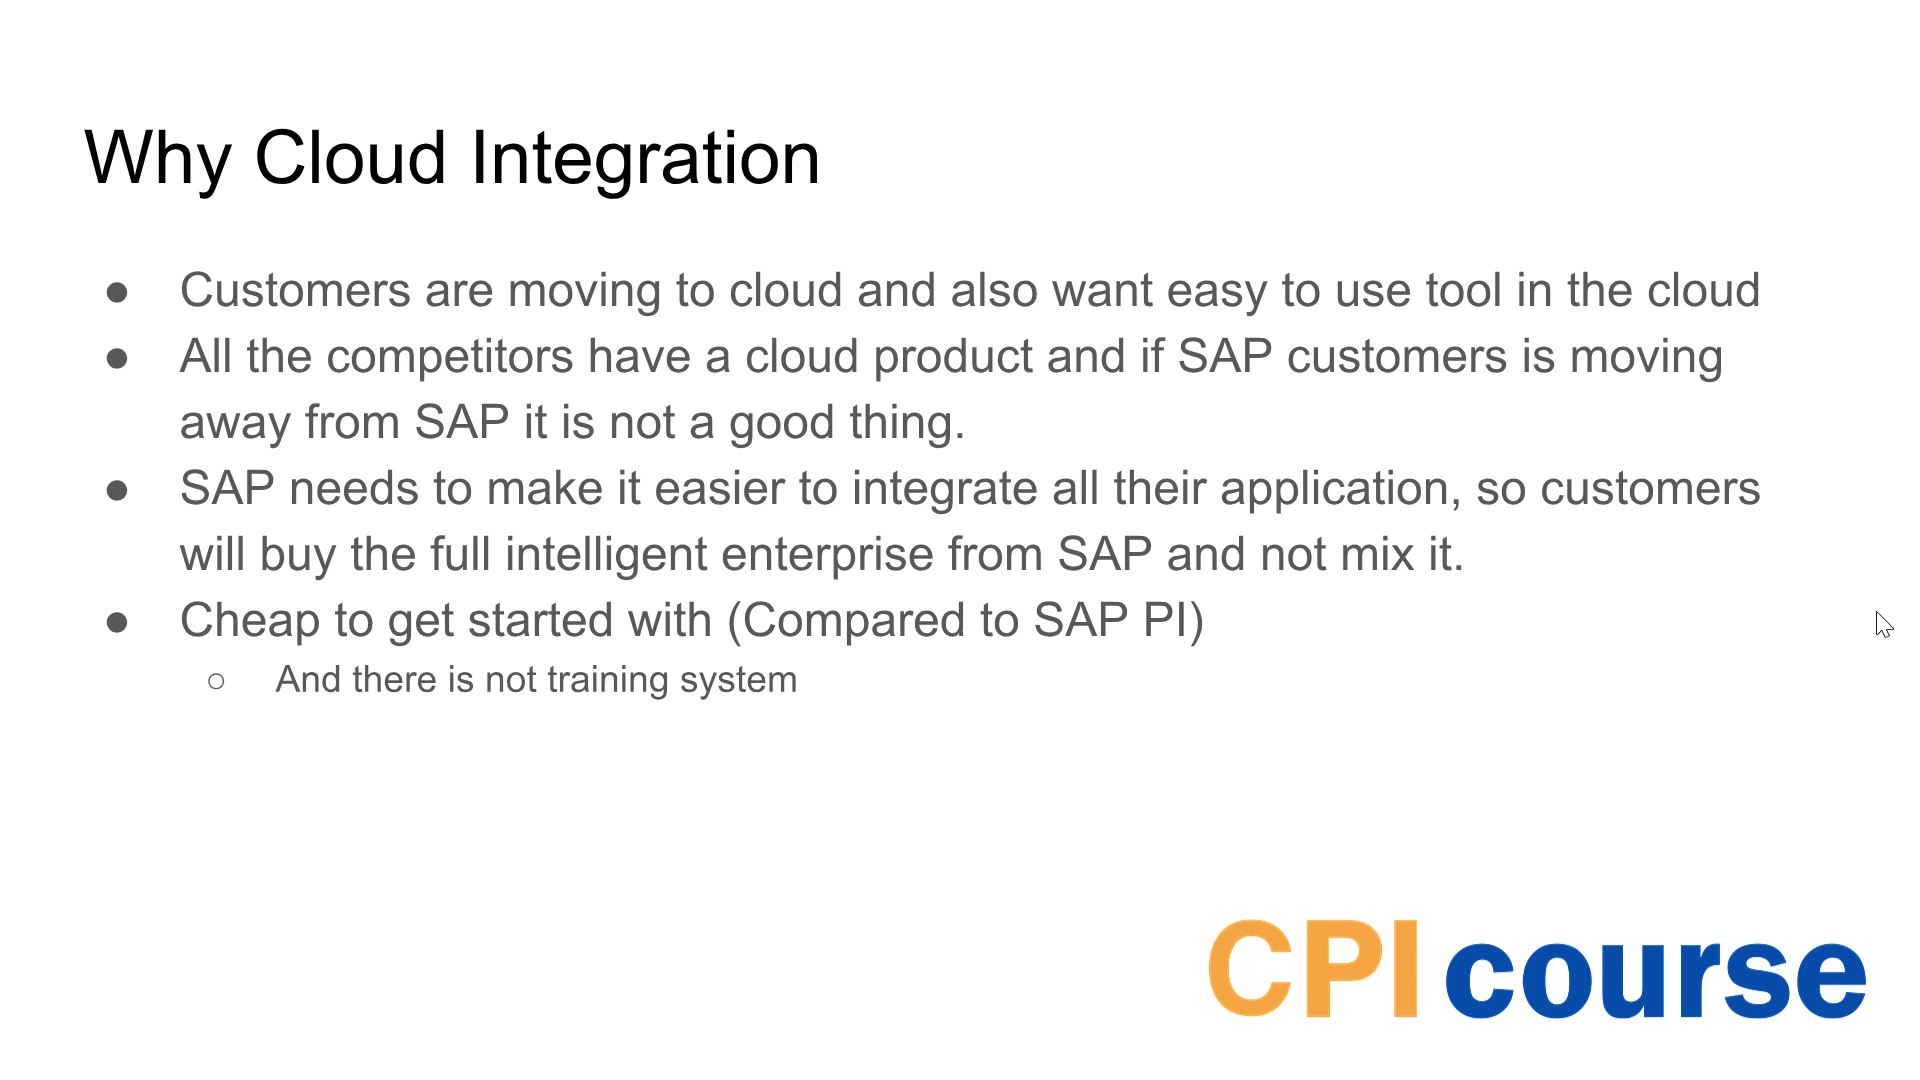 Why Cloud Integration
● Customers are moving to cloud and also want easy to use tool in the cloud
● All the competitors have a cloud product and if SAP customers is moving
away from SAP it is not a good thing.
● SAP needs to make it easier to integrate all their application, so customers
will buy the full intelligent enterprise from SAP and not mix it.
● Cheap to get started with (Compared to SAP PI)
○ And there is not training system
CPI course